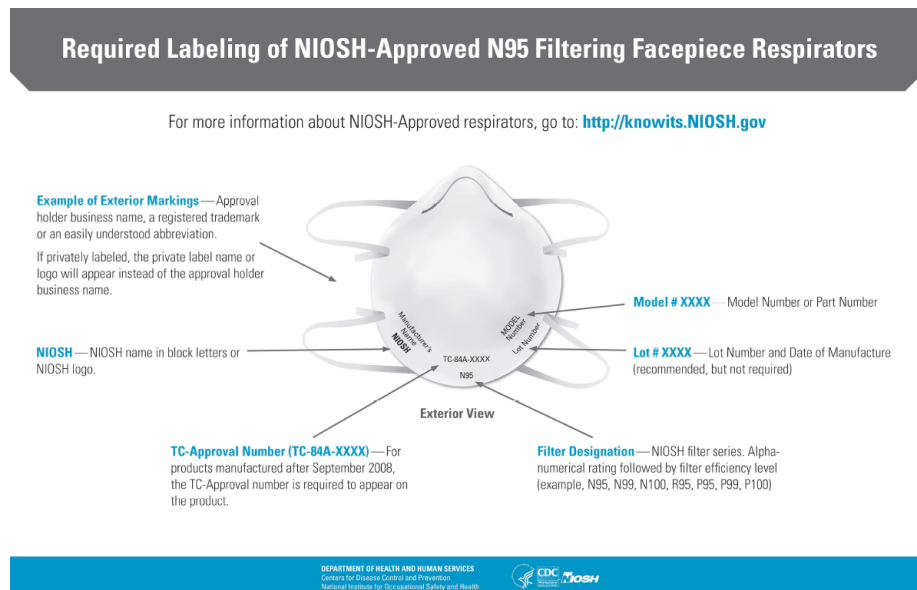 Required Labeling of NIOSH-Approved N95 Filtering Facepiece Respirators
For more information about NIOSH-Approved respirators, go to: http://knowits.NIOSH.gov
Example of Exterior Markings — Approval
holder business name, a registered trademark
or an easily understood abbreviation.
If privately labeled, the private label name or
logo will appear instead of the approval holder
business name.
NIOSH — NIOSH name in block letters or
NIOSH logo.
Manufacturer's
Name
NIOSH
TC-84A-XXXX
N95
MODEL
Number
Lot Number
Model # XXXX — Model Number or Part Number
Lot # XXXX — Lot Number and Date of Manufacture
(recommended, but not required)
Exterior View
TC-Approval Number (TC-84A-XXXX) — For
products manufactured after September 2008,
the TC-Approval number is required to appear on
the product.
Filter Designation — NIOSH filter series. Alpha-
numerical rating followed by filter efficiency level
(example, N95, N99, N100, R95, P95, P99, P100)
DEPARTMENT OF HEALTH AND HUMAN SERVICES
Centers for Disease Control and Prevention
National Institute for Occupational Safety and Health
CDC
NIOSH